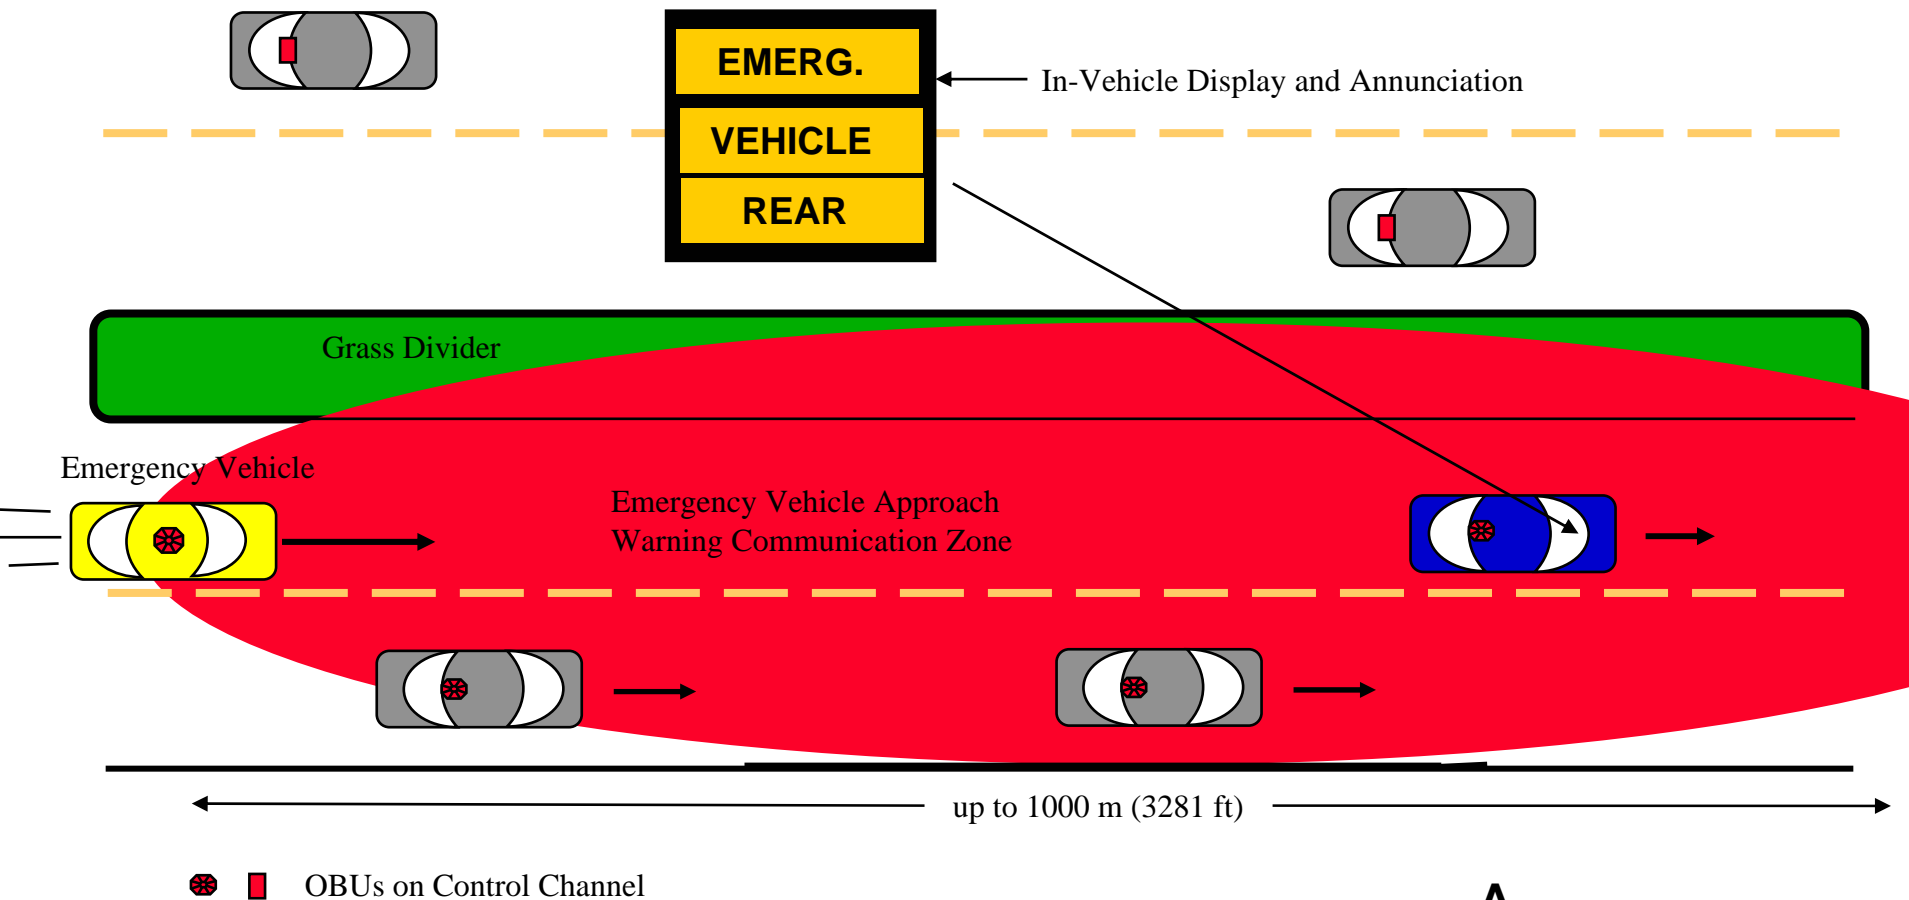 EMERG.
VEHICLE
REAR
In-Vehicle Display and Annunciation
Grass Divider
Emergency Vehicle
Emergency Vehicle Approach
Warning Communication Zone
up to 1000 m (3281 ft)
OBUs on Control Channel